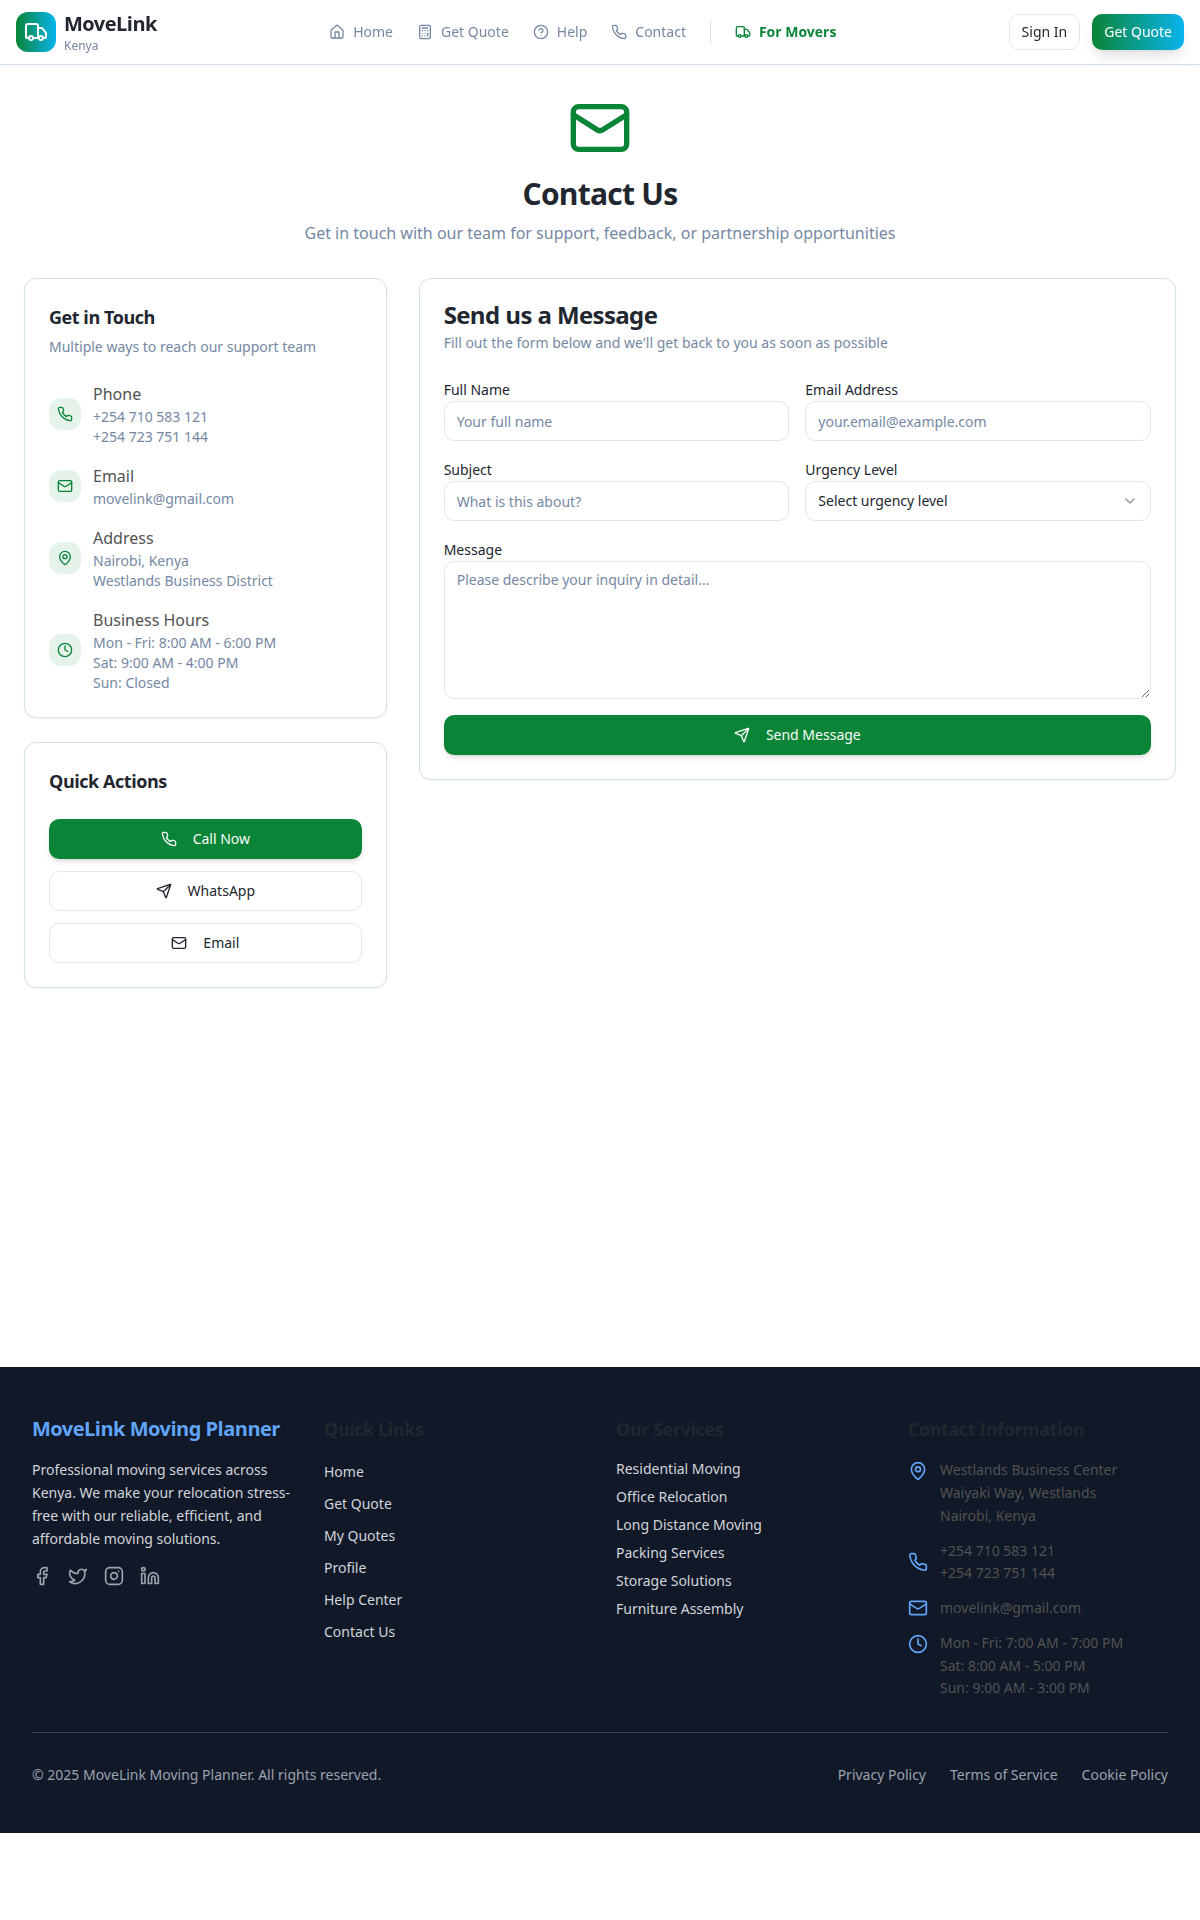 MoveLink
Kenya
Home
Get Quote
Help
Contact
For Movers
Sign In
Get Quote
Contact Us
Get in touch with our team for support, feedback, or partnership opportunities
Get in Touch
Multiple ways to reach our support team
Phone
+254 710 583 121
+254 723 751 144
Email
movelink@gmail.com
Address
Nairobi, Kenya
Westlands Business District
Business Hours
Mon - Fri: 8:00 AM - 6:00 PM
Sat: 9:00 AM - 4:00 PM
Sun: Closed
Quick Actions
Call Now
WhatsApp
Email
Send us a Message
Fill out the form below and we'll get back to you as soon as possible
Full Name
Your full name
Email Address
your.email@example.com
Subject
What is this about?
Urgency Level
Select urgency level
Message
Please describe your inquiry in detail...
Send Message
MoveLink Moving Planner
Professional moving services across
Kenya. We make your relocation stress-
free with our reliable, efficient, and
affordable moving solutions.
Quick Links
Home
Get Quote
My Quotes
Profile
Help Center
Contact Us
Our Services
Residential Moving
Office Relocation
Long Distance Moving
Packing Services
Storage Solutions
Furniture Assembly
Contact Information
Westlands Business Center
Waiyaki Way, Westlands
Nairobi, Kenya
+254 710 583 121
+254 723 751 144
movelink@gmail.com
Mon - Fri: 7:00 AM - 7:00 PM
Sat: 8:00 AM - 5:00 PM
Sun: 9:00 AM - 3:00 PM
© 2025 MoveLink Moving Planner. All rights reserved.
Privacy Policy
Terms of Service
Cookie Policy